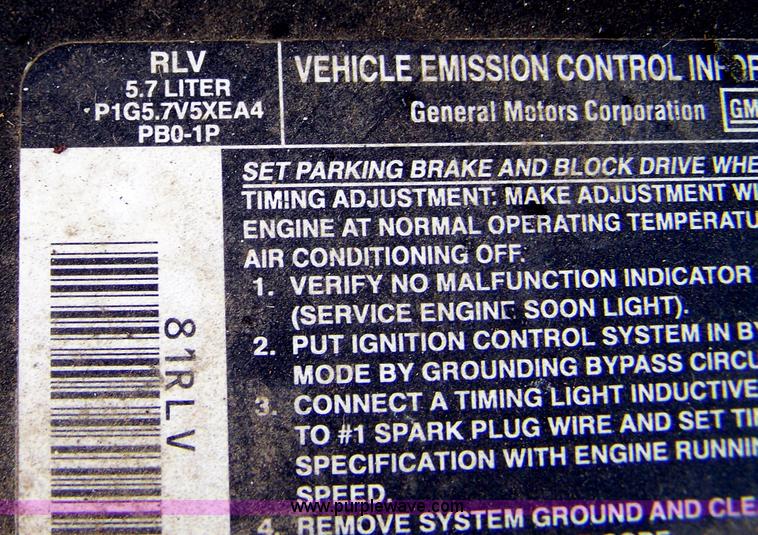 RLV
5.7 LITER
P1G5.7V5XEA4
PB0-1P
VEHICLE EMISSION CONTROL INFOR
General Motors Corporation GM
SET PARKING BRAKE AND BLOCK DRIVE WHE
TIMING ADJUSTMENT: MAKE ADJUSTMENT WI
ENGINE AT NORMAL OPERATING TEMPERATU
AIR CONDITIONING OFF.
1. VERIFY NO MALFUNCTION INDICATOR
(SERVICE ENGINE SOON LIGHT).
2. PUT IGNITION CONTROL SYSTEM IN BY
MODE BY GROUNDING BYPASS CIRCU
3. CONNECT A TIMING LIGHT INDUCTIVE
TO #1 SPARK PLUG WIRE AND SET TI
SPECIFICATION WITH ENGINE RUNNIN
SPEED.
4. REMOVE SYSTEM GROUND AND CLE
81RLV
www.purplewave.com